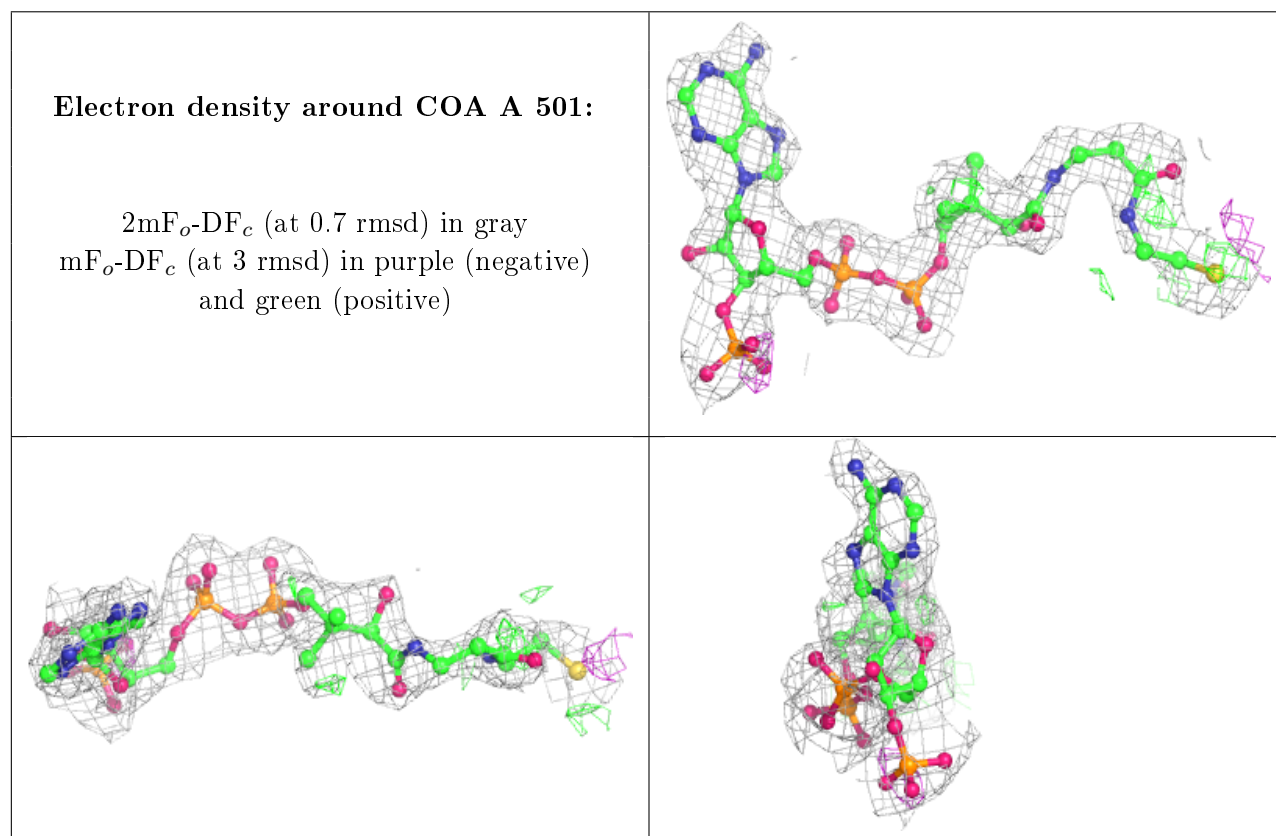 Electron density around COA A 501:
2mFo-DFc (at 0.7 rmsd) in gray
mFo-DFc (at 3 rmsd) in purple (negative)
and green (positive)